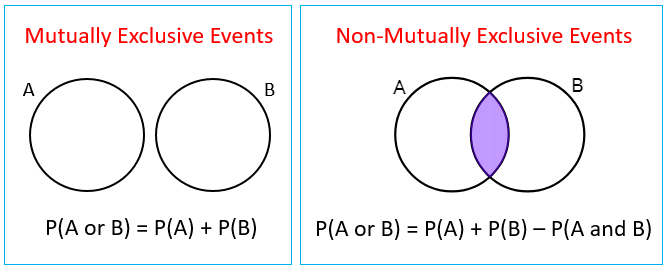 Mutually Exclusive Events
A
B
P(A or B) = P(A) + P(B)
Non-Mutually Exclusive Events
A
B
P(A or B) = P(A) + P(B) – P(A and B)